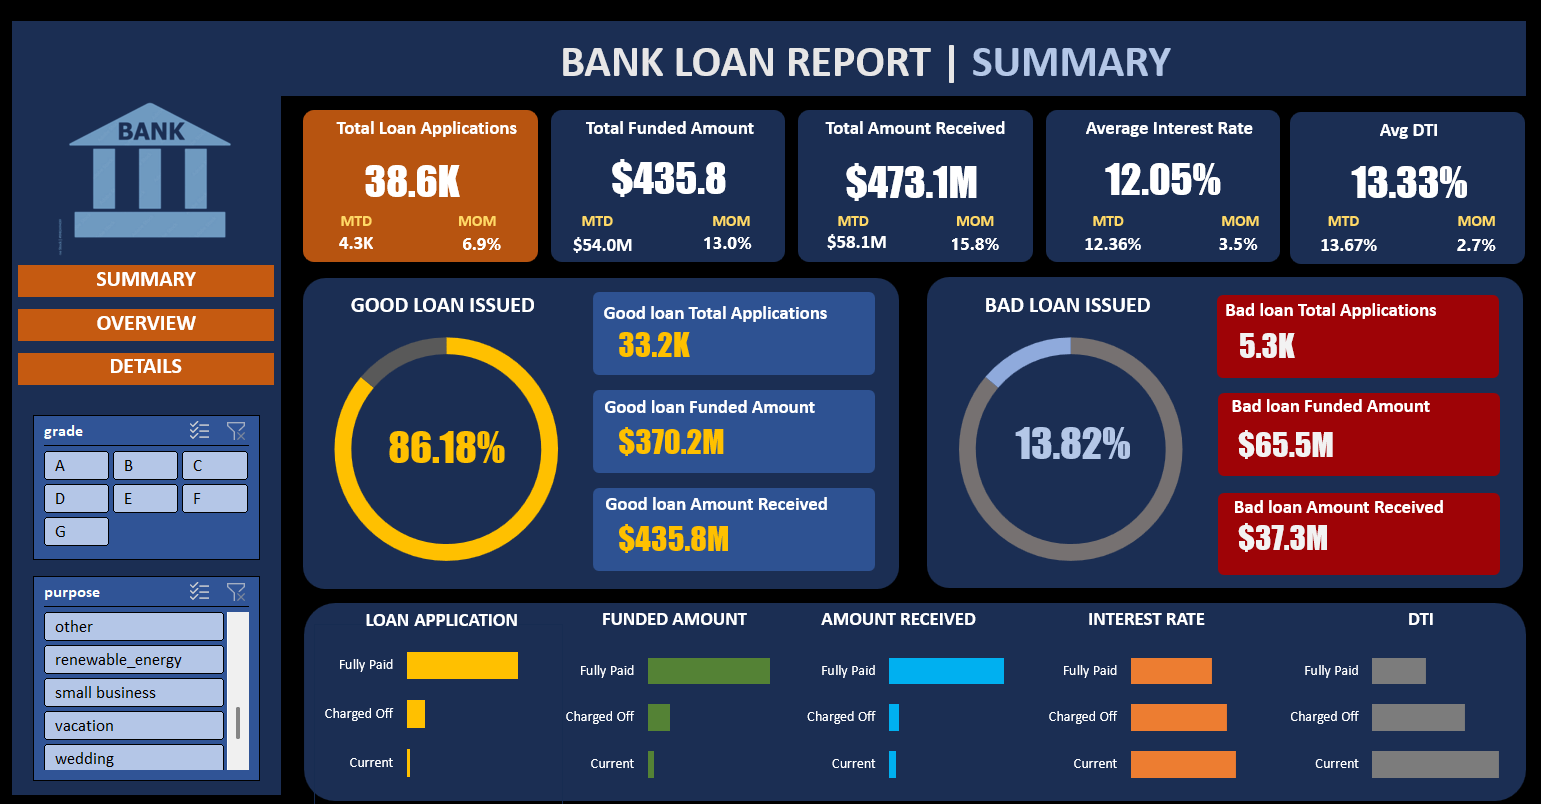 BANK LOAN REPORT | SUMMARY
BANK
SUMMARY
OVERVIEW
DETAILS
grade
A
B
C
D
E
F
G
purpose
other
renewable_energy
small business
vacation
wedding
Total Loan Applications
38.6K
MTD
MOM
4.3K
6.9%
Total Funded Amount
$435.8
MTD
MOM
$54.0M
13.0%
Total Amount Received
$473.1M
MTD
MOM
$58.1M
15.8%
Average Interest Rate
12.05%
MTD
MOM
12.36%
3.5%
Avg DTI
13.33%
MTD
MOM
13.67%
2.7%
GOOD LOAN ISSUED
86.18%
Good loan Total Applications
33.2K
Good loan Funded Amount
$370.2M
Good loan Amount Received
$435.8M
BAD LOAN ISSUED
13.82%
Bad loan Total Applications
5.3K
Bad loan Funded Amount
$65.5M
Bad loan Amount Received
$37.3M
LOAN APPLICATION
Fully Paid
Charged Off
Current
FUNDED AMOUNT
Fully Paid
Charged Off
Current
AMOUNT RECEIVED
Fully Paid
Charged Off
Current
INTEREST RATE
Fully Paid
Charged Off
Current
DTI
Fully Paid
Charged Off
Current